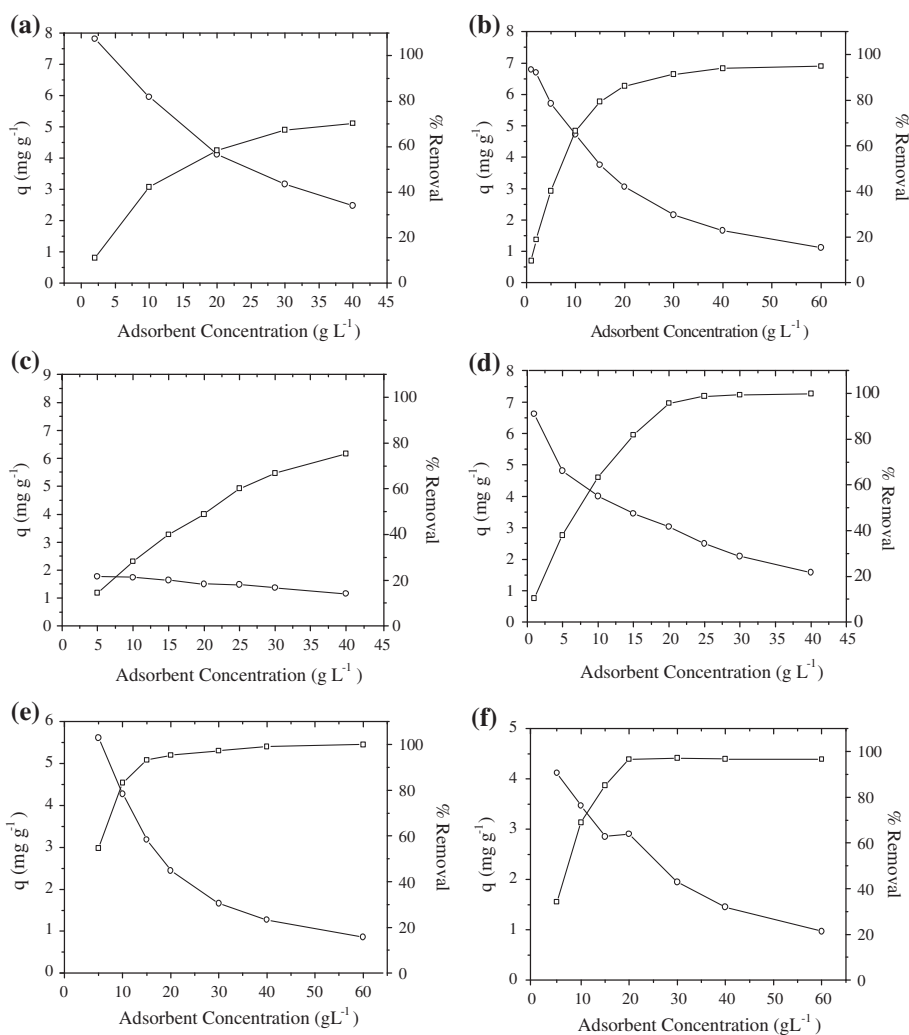 (a)
8
7
6
5
4
3
2
1
0
q (mg g-1)
100
80
60
40
20
0
% Removal
0 5 10 15 20 25 30 35 40 45
Adsorbent Concentration (g L-1)
(b)
8
7
6
5
4
3
2
1
0
q (mg g-1)
100
80
60
40
20
0
% Removal
0 10 20 30 40 50 60
Adsorbent Concentration (g L-1)
(c)
9
8
7
6
5
4
3
2
1
0
q (mg g-1)
100
80
60
40
20
0
% Removal
0 5 10 15 20 25 30 35 40 45
Adsorbent Concentration (g L-1)
(d)
8
7
6
5
4
3
2
1
0
q (mg g-1)
100
80
60
40
20
0
% Removal
0 5 10 15 20 25 30 35 40 45
Adsorbent Concentration (g L-1)
(e)
6
5
4
3
2
1
0
q (mg g-1)
100
80
60
40
20
0
% Removal
0 10 20 30 40 50 60
Adsorbent Concentration (gL-1)
(f)
5
4
3
2
1
0
q (mg g-1)
100
80
60
40
20
0
% Removal
0 10 20 30 40 50 60
Adsorbent Concentration (gL-1)